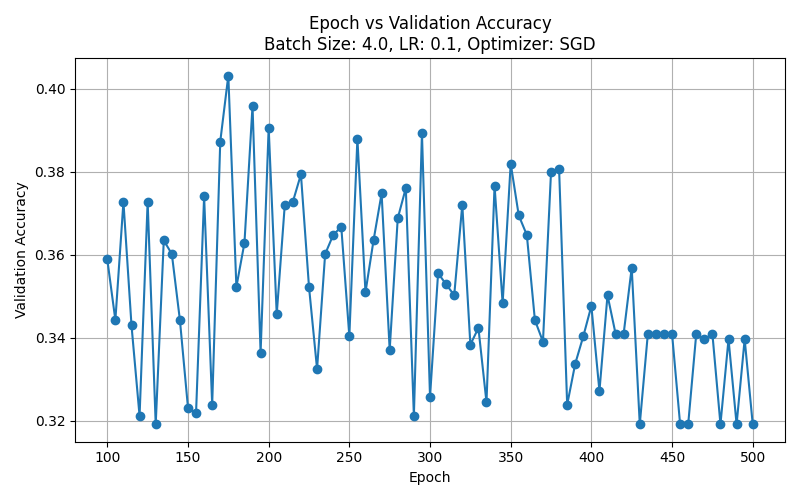 Epoch vs Validation Accuracy
Batch Size: 4.0, LR: 0.1, Optimizer: SGD
Validation Accuracy
0.40
0.38
0.36
0.34
0.32
100 150 200 250 300 350 400 450 500
Epoch